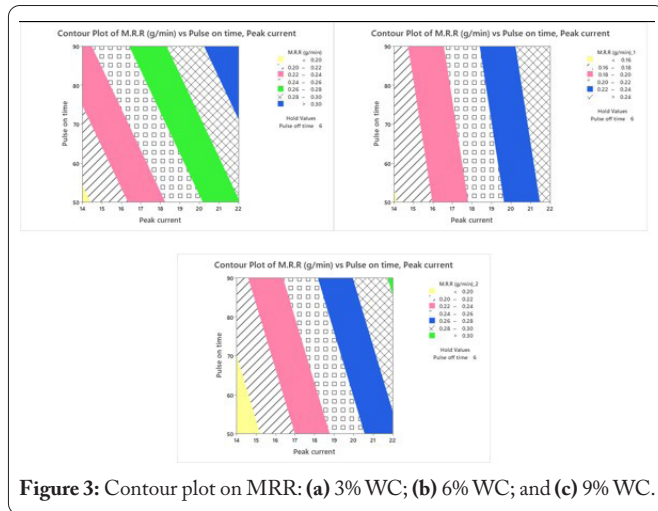 Contour Plot of M.R.R (g/min) vs Pulse on time, Peak current
M.R.R (g/min)
< 0.20
0.20 – 0.22
0.22 – 0.24
0.24 – 0.26
0.26 – 0.28
0.28 – 0.30
> 0.30
Hold Values
Pulse off time 6
Pulse on time
90
80
70
60
50
14 15 16 17 18 19 20 21 22
Peak current
Contour Plot of M.R.R (g/min) vs Pulse on time, Peak current
M.R.R (g/min)_1
< 0.16
0.16 – 0.18
0.18 – 0.20
0.20 – 0.22
0.22 – 0.24
> 0.24
Hold Values
Pulse off time 6
Pulse on time
90
80
70
60
50
14 15 16 17 18 19 20 21 22
Peak current
Contour Plot of M.R.R (g/min) vs Pulse on time, Peak current
M.R.R (g/min)_2
< 0.20
0.20 – 0.22
0.22 – 0.24
0.24 – 0.26
0.26 – 0.28
0.28 – 0.30
> 0.30
Hold Values
Pulse off time 6
Pulse on time
90
80
70
60
50
14 15 16 17 18 19 20 21 22
Peak current
Figure 3: Contour plot on MRR: (a) 3% WC; (b) 6% WC; and (c) 9% WC.